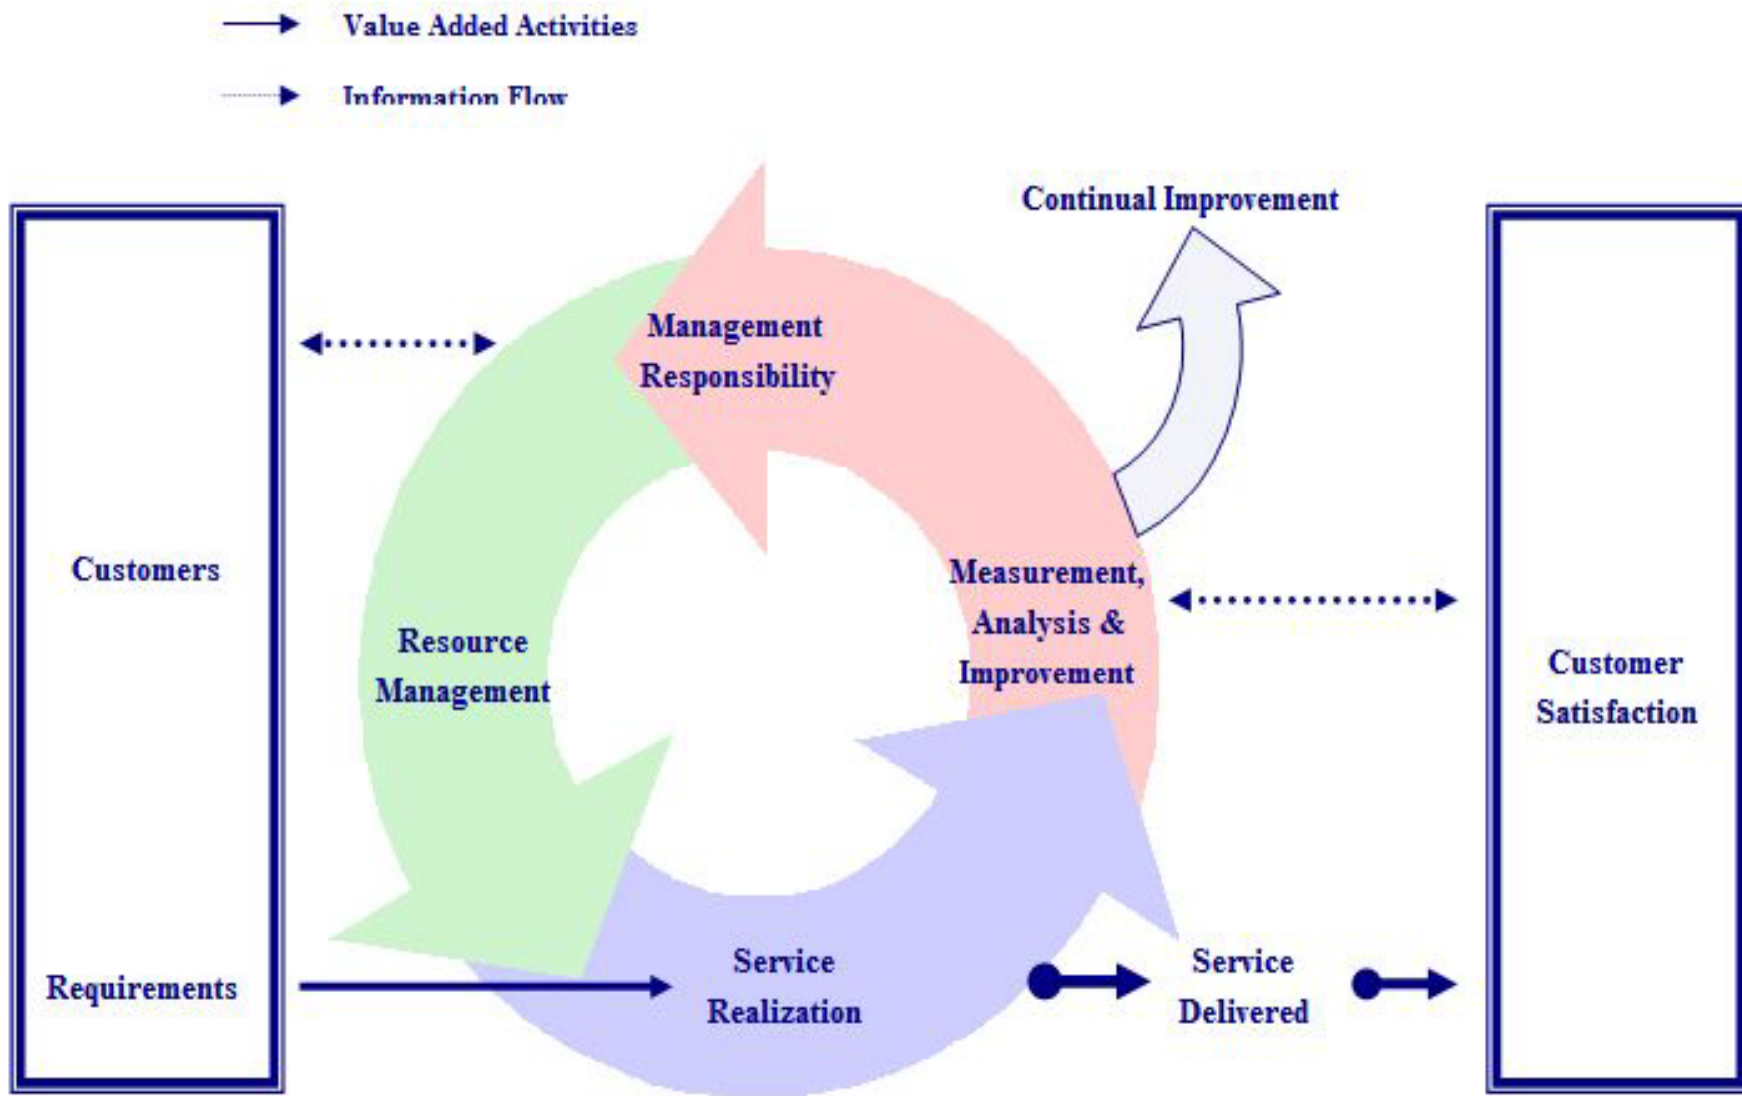 Value Added Activities
Information Flow
Continual Improvement
Management
Responsibility
Customers
Measurement,
Analysis &
Improvement
Resource
Management
Customer
Satisfaction
Requirements
Service
Realization
Service
Delivered